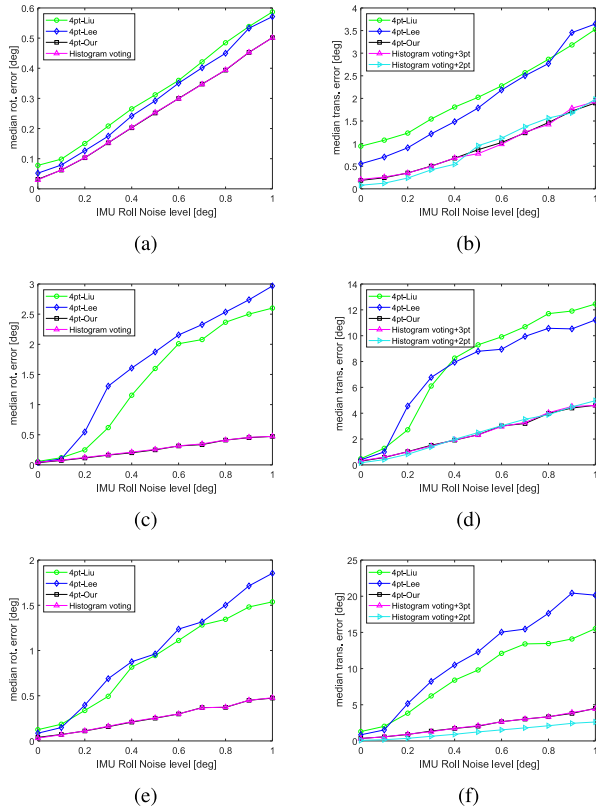 0.6
0.5
0.4
0.3
0.2
0.1
0
median rot. error [deg]
4pt-Liu
4pt-Lee
4pt-Our
Histogram voting
0 0.2 0.4 0.6 0.8 1
IMU Roll Noise level [deg]
(a)
4
3.5
3
2.5
2
1.5
1
0.5
0
median trans. error [deg]
4pt-Liu
4pt-Lee
4pt-Our
Histogram voting+3pt
Histogram voting+2pt
0 0.2 0.4 0.6 0.8 1
IMU Roll Noise level [deg]
(b)
3
2.5
2
1.5
1
0.5
0
median rot. error [deg]
4pt-Liu
4pt-Lee
4pt-Our
Histogram voting
0 0.2 0.4 0.6 0.8 1
IMU Roll Noise level [deg]
(c)
14
12
10
8
6
4
2
0
median trans. error [deg]
4pt-Liu
4pt-Lee
4pt-Our
Histogram voting+3pt
Histogram voting+2pt
0 0.2 0.4 0.6 0.8 1
IMU Roll Noise level [deg]
(d)
2
1.5
1
0.5
0
median rot. error [deg]
4pt-Liu
4pt-Lee
4pt-Our
Histogram voting
0 0.2 0.4 0.6 0.8 1
IMU Roll Noise level [deg]
(e)
25
20
15
10
5
0
median trans. error [deg]
4pt-Liu
4pt-Lee
4pt-Our
Histogram voting+3pt
Histogram voting+2pt
0 0.2 0.4 0.6 0.8 1
IMU Roll Noise level [deg]
(f)